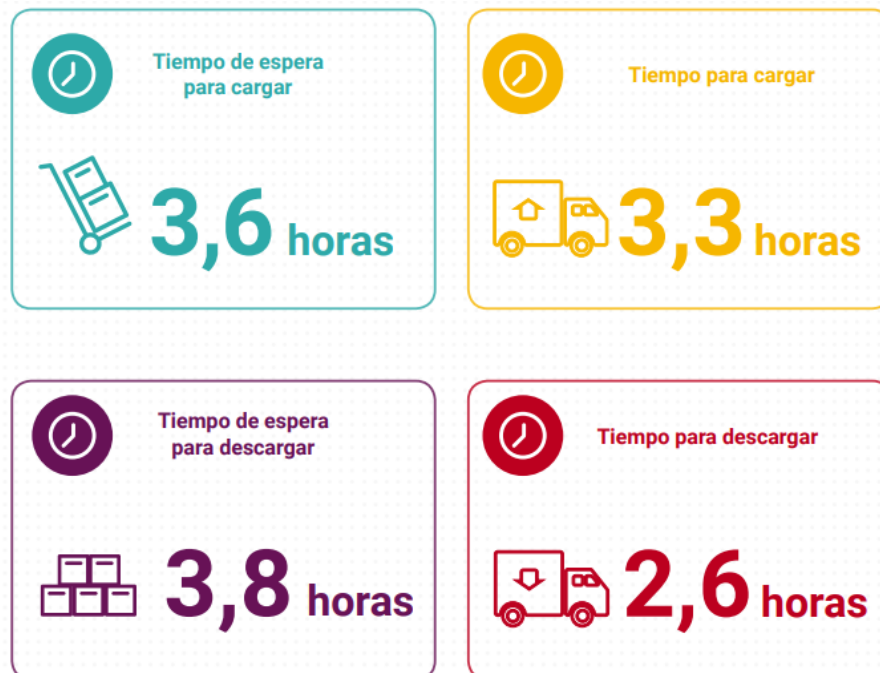 Tiempo de espera
para cargar
3,6 horas
Tiempo para cargar
3,3 horas
Tiempo de espera
para descargar
3,8 horas
Tiempo para descargar
2,6 horas